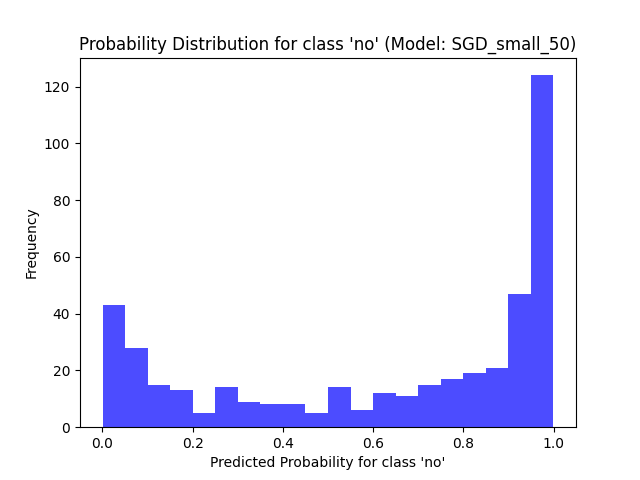 Probability Distribution for class 'no' (Model: SGD_small_50)
120
100
80
60
40
20
0
Frequency
0.0 0.2 0.4 0.6 0.8 1.0
Predicted Probability for class 'no'